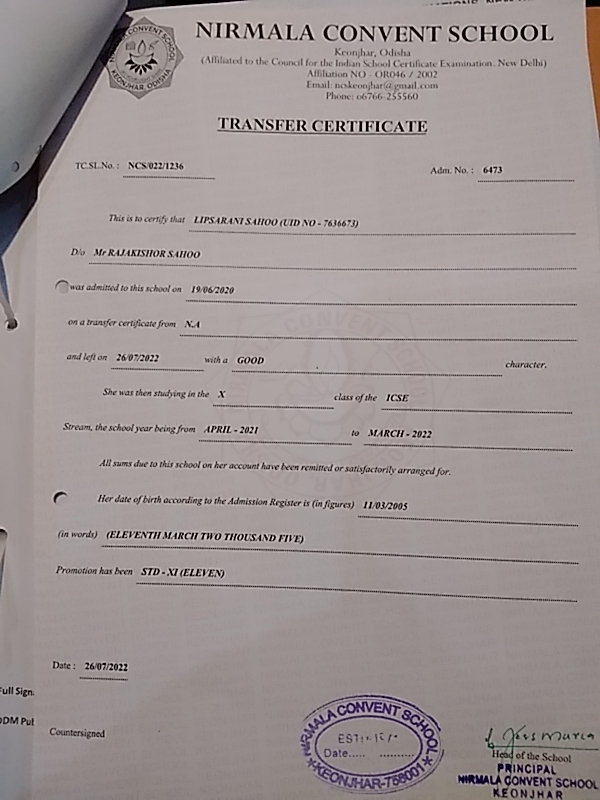 NIRMALA CONVENT SCHOOL
Keonjhar, Odisha
(Affiliated to the Council for the Indian School Certificate Examination. New Delhi)
Affiliation NO - OR046 / 2002
Email: ncskeonjhar@gmail.com
Phone: 06766-255560
TRANSFER CERTIFICATE
TC.SL.No. : NCS/022/1236 Adm. No. : 6473
This is to certify that LIPSARANI SAHOO (UID NO - 7636673)
D/o Mr RAJAKISHOR SAHOO
was admitted to this school on 19/06/2020
on a transfer certificate from N.A
and left on 26/07/2022 with a GOOD character.
She was then studying in the X class of the ICSE
Stream, the school year being from APRIL - 2021 to MARCH - 2022
All sums due to this school on her account have been remitted or satisfactorily arranged for.
Her date of birth according to the Admission Register is (in figures) 11/03/2005
(in words) (ELEVENTH MARCH TWO THOUSAND FIVE)
Promotion has been STD - XI (ELEVEN)
Date : 26/07/2022
Full Sign.
Countersigned
NIRMALA CONVENT SCHOOL
Date....
KEONJHAR-758001
Head of the School
PRINCIPAL
NIRMALA CONVENT SCHOOL
KEONJHAR